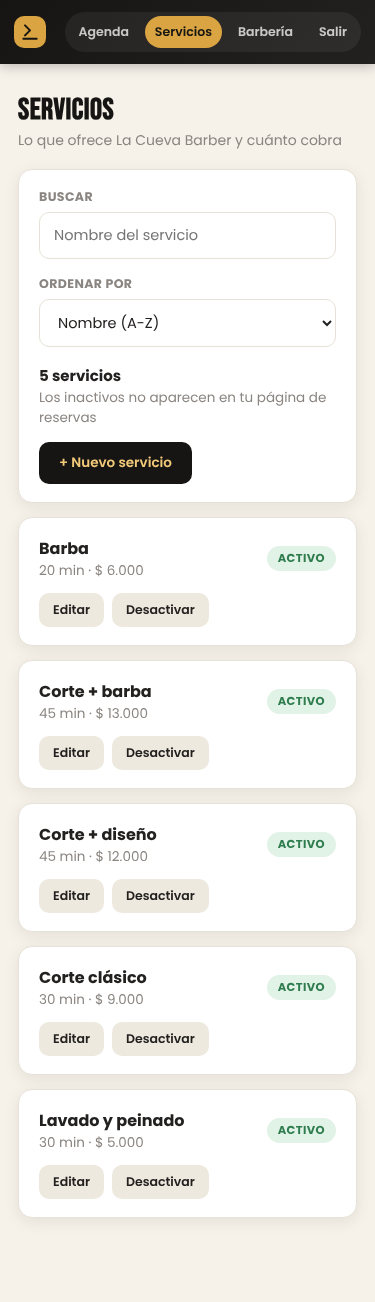 Agenda Servicios Barbería Salir
SERVICIOS
Lo que ofrece La Cueva Barber y cuánto cobra
BUSCAR
Nombre del servicio
ORDENAR POR
Nombre (A-Z)
5 servicios
Los inactivos no aparecen en tu página de
reservas
+ Nuevo servicio
Barba
20 min · $ 6.000
ACTIVO
Editar Desactivar
Corte + barba
45 min · $ 13.000
ACTIVO
Editar Desactivar
Corte + diseño
45 min · $ 12.000
ACTIVO
Editar Desactivar
Corte clásico
30 min · $ 9.000
ACTIVO
Editar Desactivar
Lavado y peinado
30 min · $ 5.000
ACTIVO
Editar Desactivar